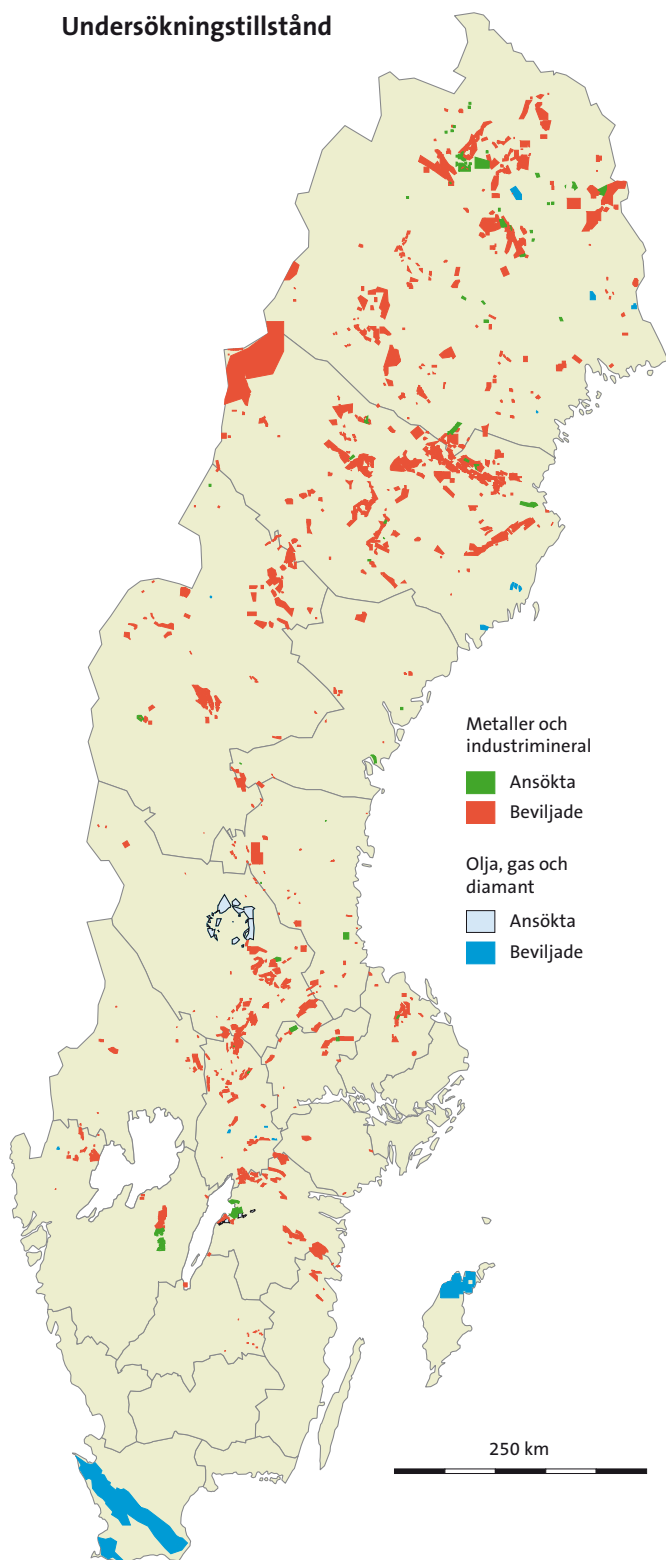 Undersökningstillstånd
Metaller och
industrimineral
Ansökta
Beviljade
Olja, gas och
diamant
Ansökta
Beviljade
250 km